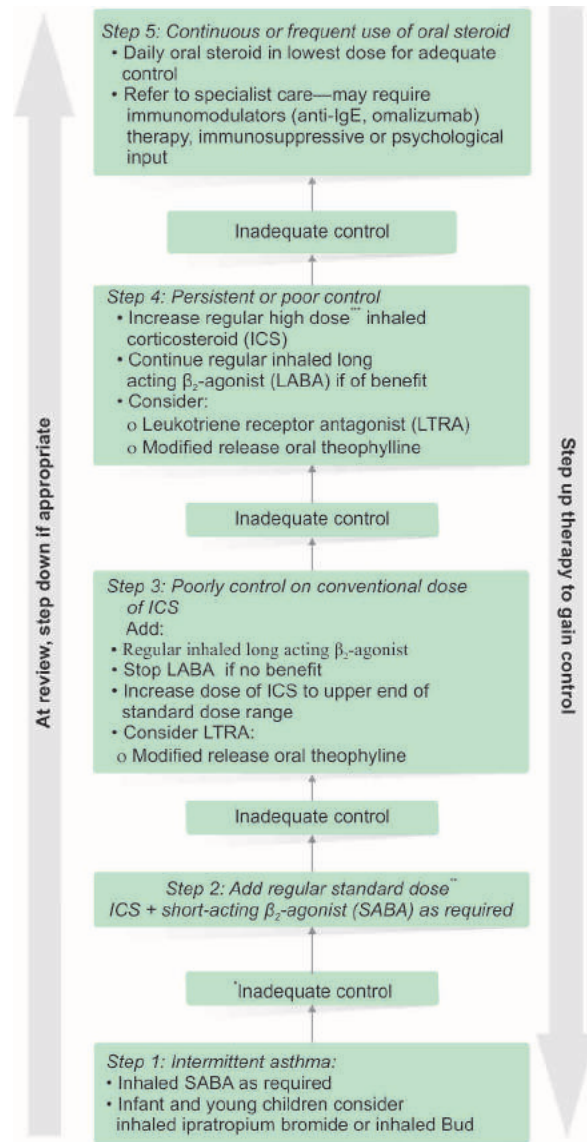 Step 5: Continuous or frequent use of oral steroid
• Daily oral steroid in lowest dose for adequate
control
• Refer to specialist care—may require
immunomodulators (anti-IgE, omalizumab)
therapy, immunosuppressive or psychological
input
Inadequate control
Step 4: Persistent or poor control
• Increase regular high dose*** inhaled
corticosteroid (ICS)
• Continue regular inhaled long
acting β₂-agonist (LABA) if of benefit
• Consider:
o Leukotriene receptor antagonist (LTRA)
o Modified release oral theophylline
Inadequate control
Step 3: Poorly control on conventional dose
of ICS
Add:
• Regular inhaled long acting β₂-agonist
• Stop LABA if no benefit
• Increase dose of ICS to upper end of
standard dose range
• Consider LTRA:
o Modified release oral theophyline
Inadequate control
Step 2: Add regular standard dose**
ICS + short-acting β₂-agonist (SABA) as required
*Inadequate control
Step 1: Intermittent asthma:
• Inhaled SABA as required
• Infant and young children consider
inhaled ipratropium bromide or inhaled Bud
At review, step down if appropriate
Step up therapy to gain control